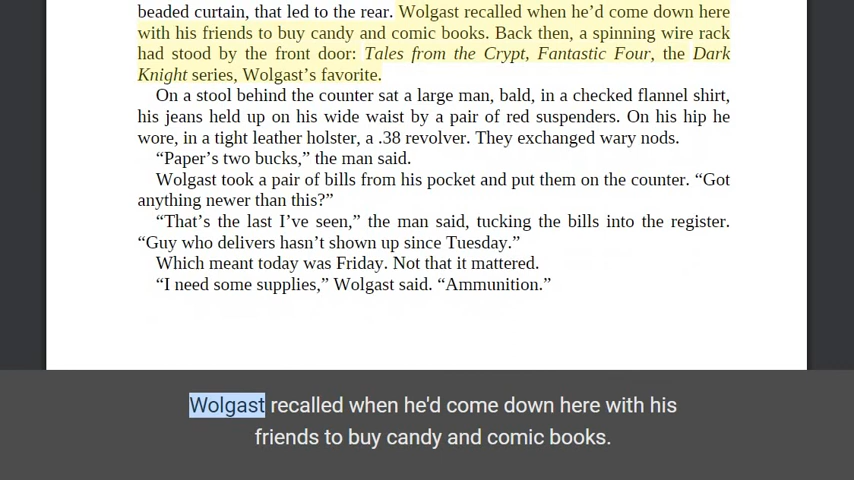 beaded curtain, that led to the rear. Wolgast recalled when he’d come down here
with his friends to buy candy and comic books. Back then, a spinning wire rack
had stood by the front door: Tales from the Crypt, Fantastic Four, the Dark
Knight series, Wolgast’s favorite.
On a stool behind the counter sat a large man, bald, in a checked flannel shirt,
his jeans held up on his wide waist by a pair of red suspenders. On his hip he
wore, in a tight leather holster, a .38 revolver. They exchanged wary nods.
“Paper’s two bucks,” the man said.
Wolgast took a pair of bills from his pocket and put them on the counter. “Got
anything newer than this?”
“That’s the last I’ve seen,” the man said, tucking the bills into the register.
“Guy who delivers hasn’t shown up since Tuesday.”
Which meant today was Friday. Not that it mattered.
“I need some supplies,” Wolgast said. “Ammunition.”
Wolgast recalled when he'd come down here with his
friends to buy candy and comic books.